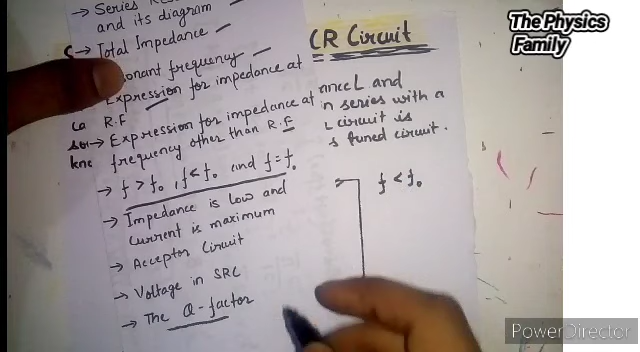 → Series
and its diagram
→ Total Impedance
onant frequency
Expression for impedance at
R.F
→ Expression for impedance at
frequency other than R.F
→ f > f₀, f < f₀ and f = f₀
→ Impedance is low and
current is maximum
→ Acceptor Circuit
→ Voltage in SRC
→ The Q-factor
CR Circuit
ance L and
n series with a
L circuit is
s tuned circuit.
f < f₀
The Physics
Family
PowerDirector